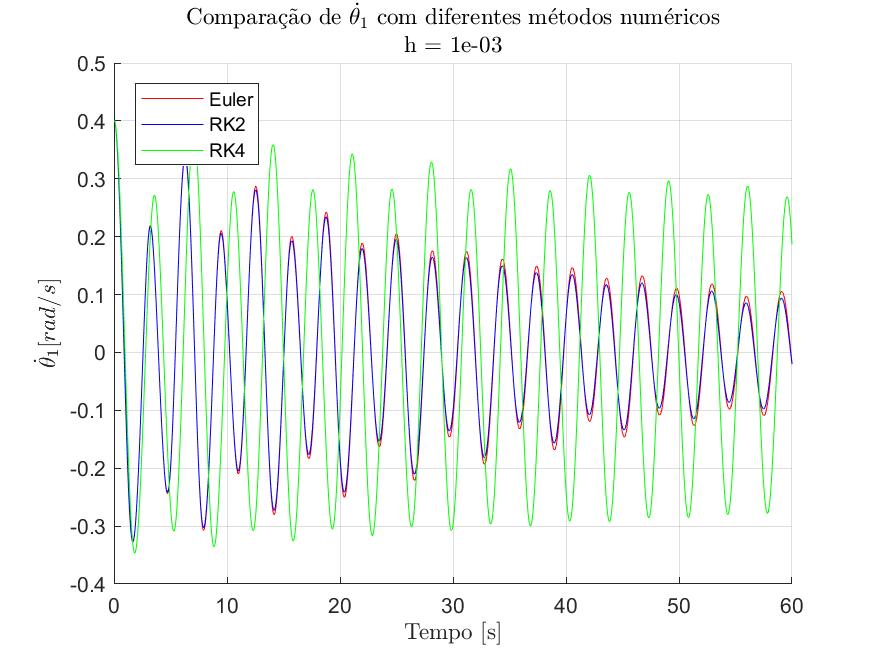 Comparação de θ̇₁ com diferentes métodos numéricos
h = 1e-03
0.5
0.4
0.3
0.2
0.1
0
-0.1
-0.2
-0.3
-0.4
θ̇₁[rad/s]
Euler
RK2
RK4
0 10 20 30 40 50 60
Tempo [s]